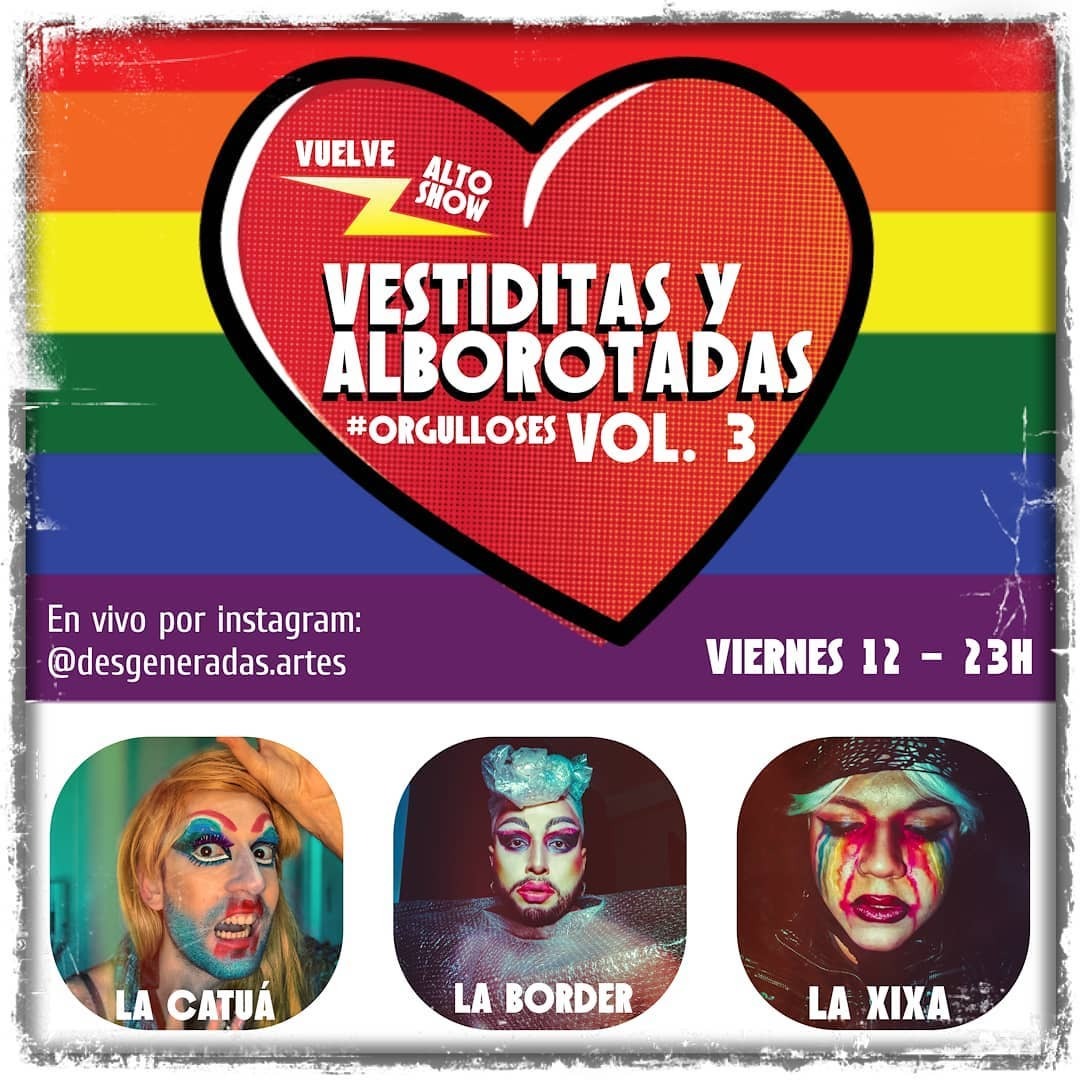 VUELVE
ALTO
SHOW
VESTIDITAS Y
ALBOROTADAS
#ORGULLOSES VOL. 3
En vivo por instagram:
@desgeneradas.artes
VIERNES 12 – 23H
LA CATUÁ
LA BORDER
LA XIXA